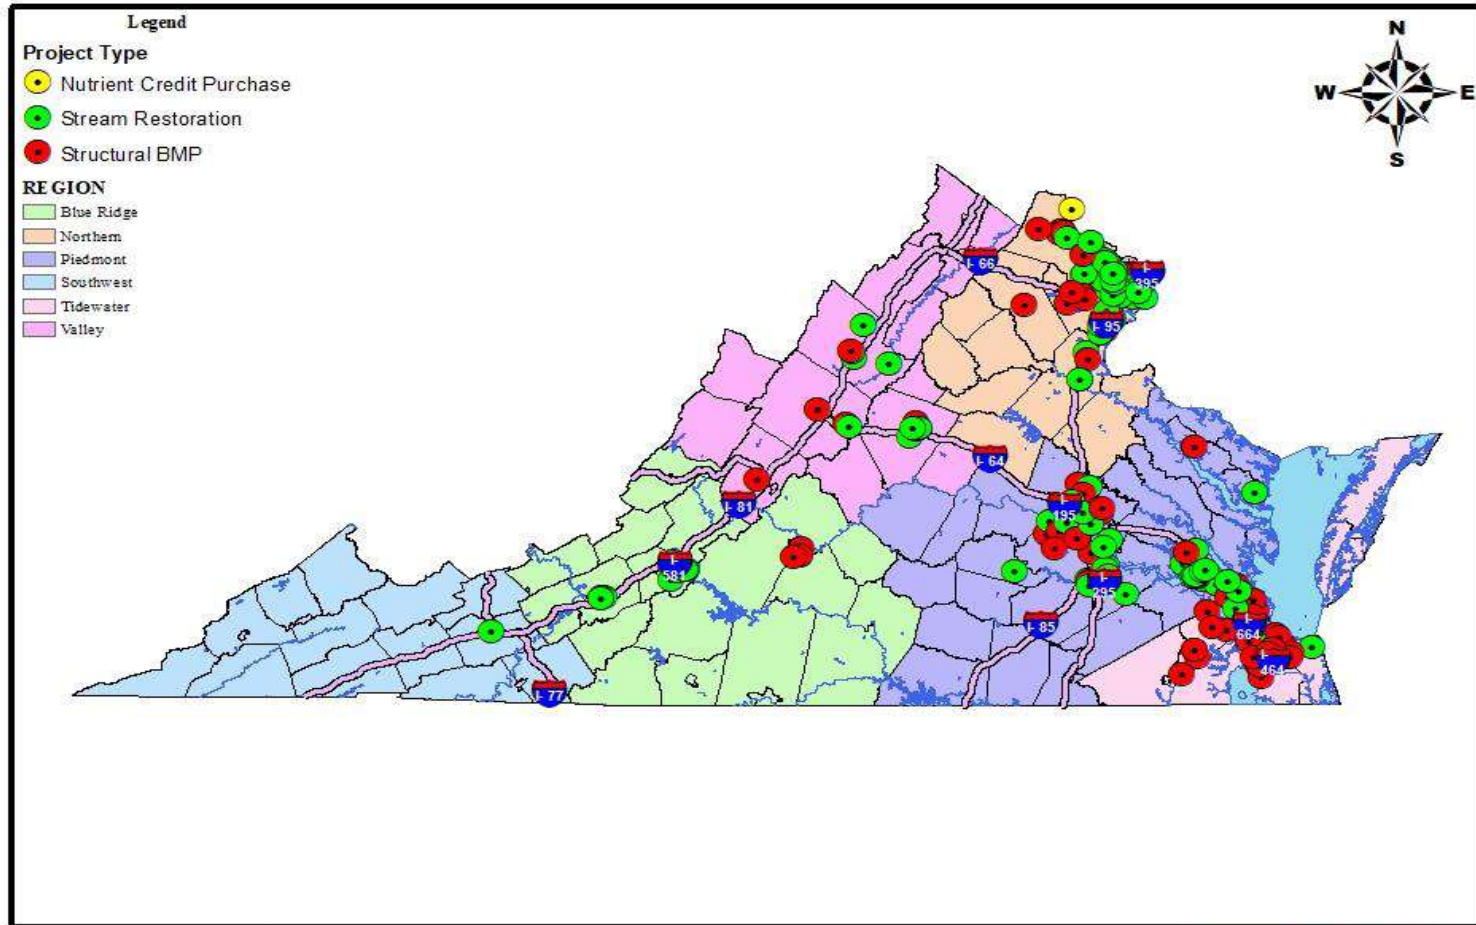 Legend
Project Type
Nutrient Credit Purchase
Stream Restoration
Structural BMP
REGION
Blue Ridge
Northern
Piedmont
Southwest
Tidewater
Valley
N
W E
S
I- 66
I- 395
I- 95
I- 64
I- 195
I- 81
I- 581
I- 295
I- 85
I- 664
I- 464
I- 77